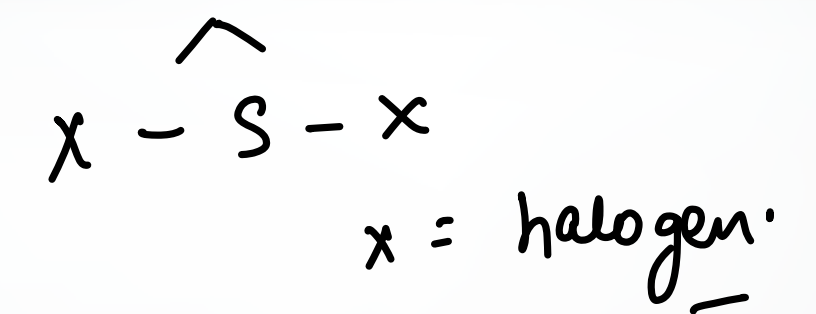 X - S - X
x = halogen.